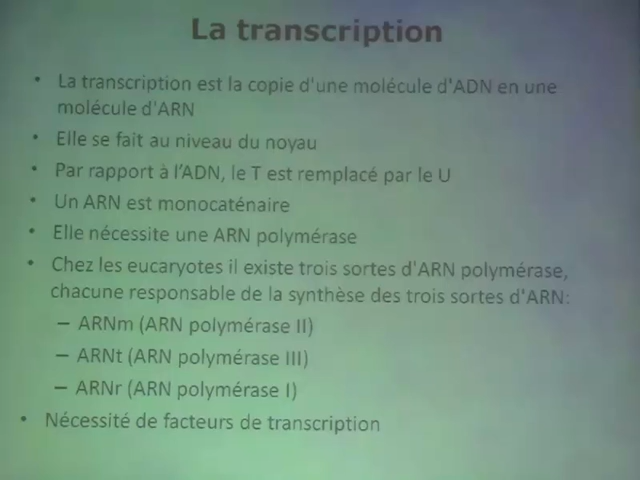 La transcription
• La transcription est la copie d'une molécule d'ADN en une
molécule d'ARN
• Elle se fait au niveau du noyau
• Par rapport à l'ADN, le T est remplacé par le U
• Un ARN est monocaténaire
• Elle nécessite une ARN polymérase
• Chez les eucaryotes il existe trois sortes d'ARN polymérase,
chacune responsable de la synthèse des trois sortes d'ARN:
– ARNm (ARN polymérase II)
– ARNt (ARN polymérase III)
– ARNr (ARN polymérase I)
• Nécessité de facteurs de transcription